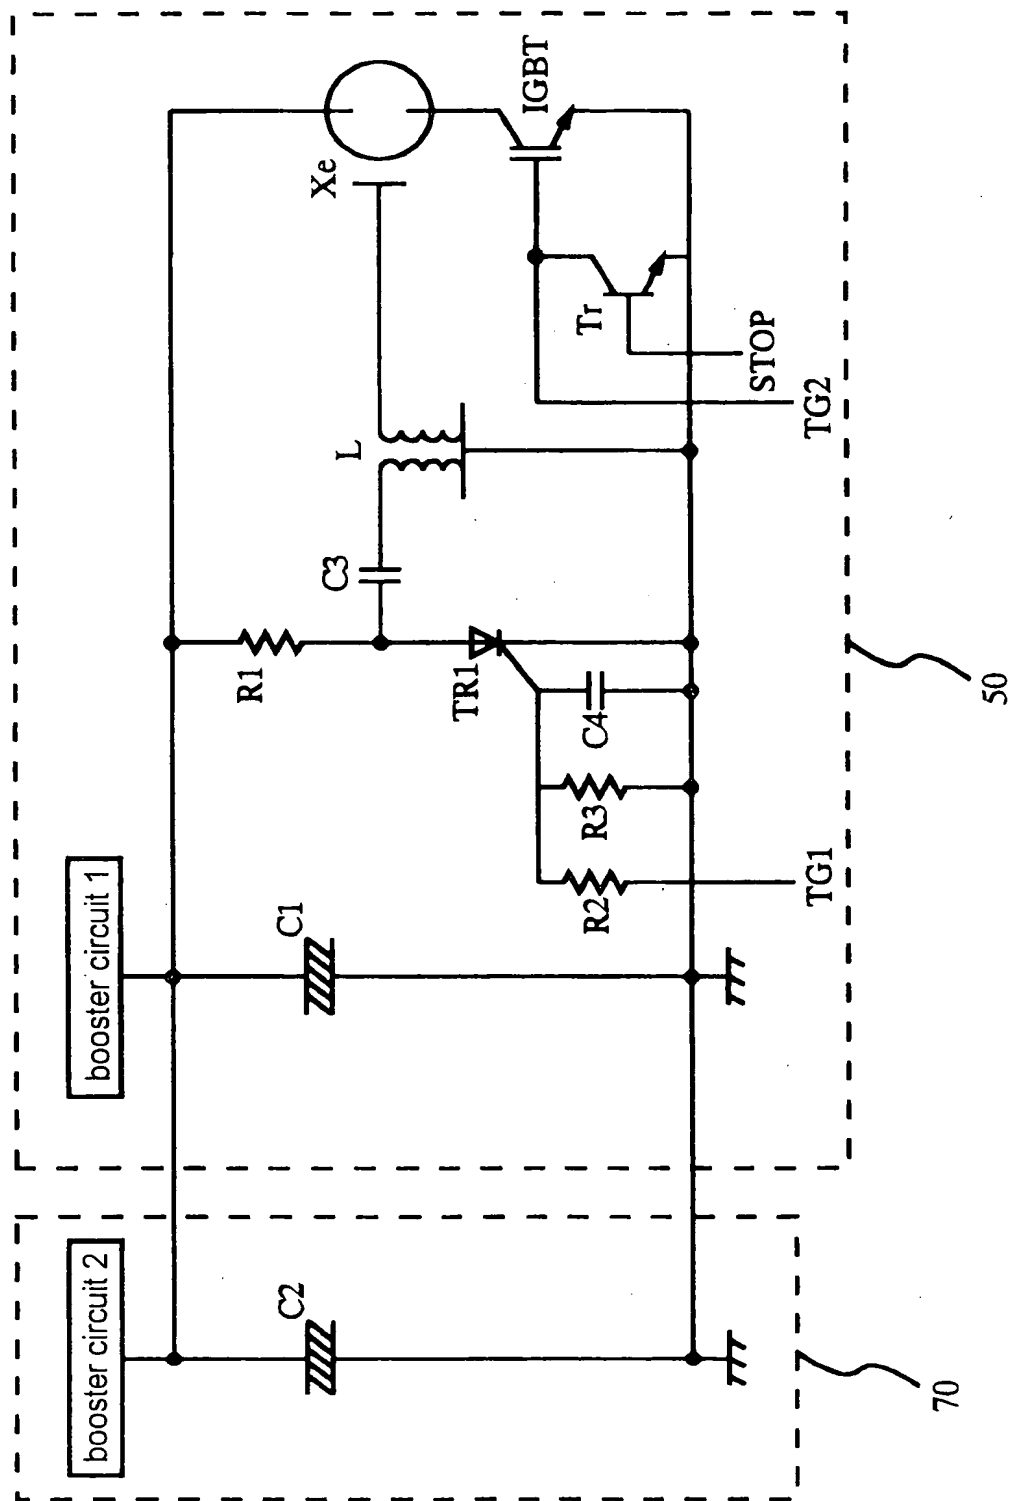 booster circuit 2
booster circuit 1
C2
C1
R1
C3
L
Xe
TR1
IGBT
R2
R3
C4
Tr
TG1
TG2
STOP
70
50